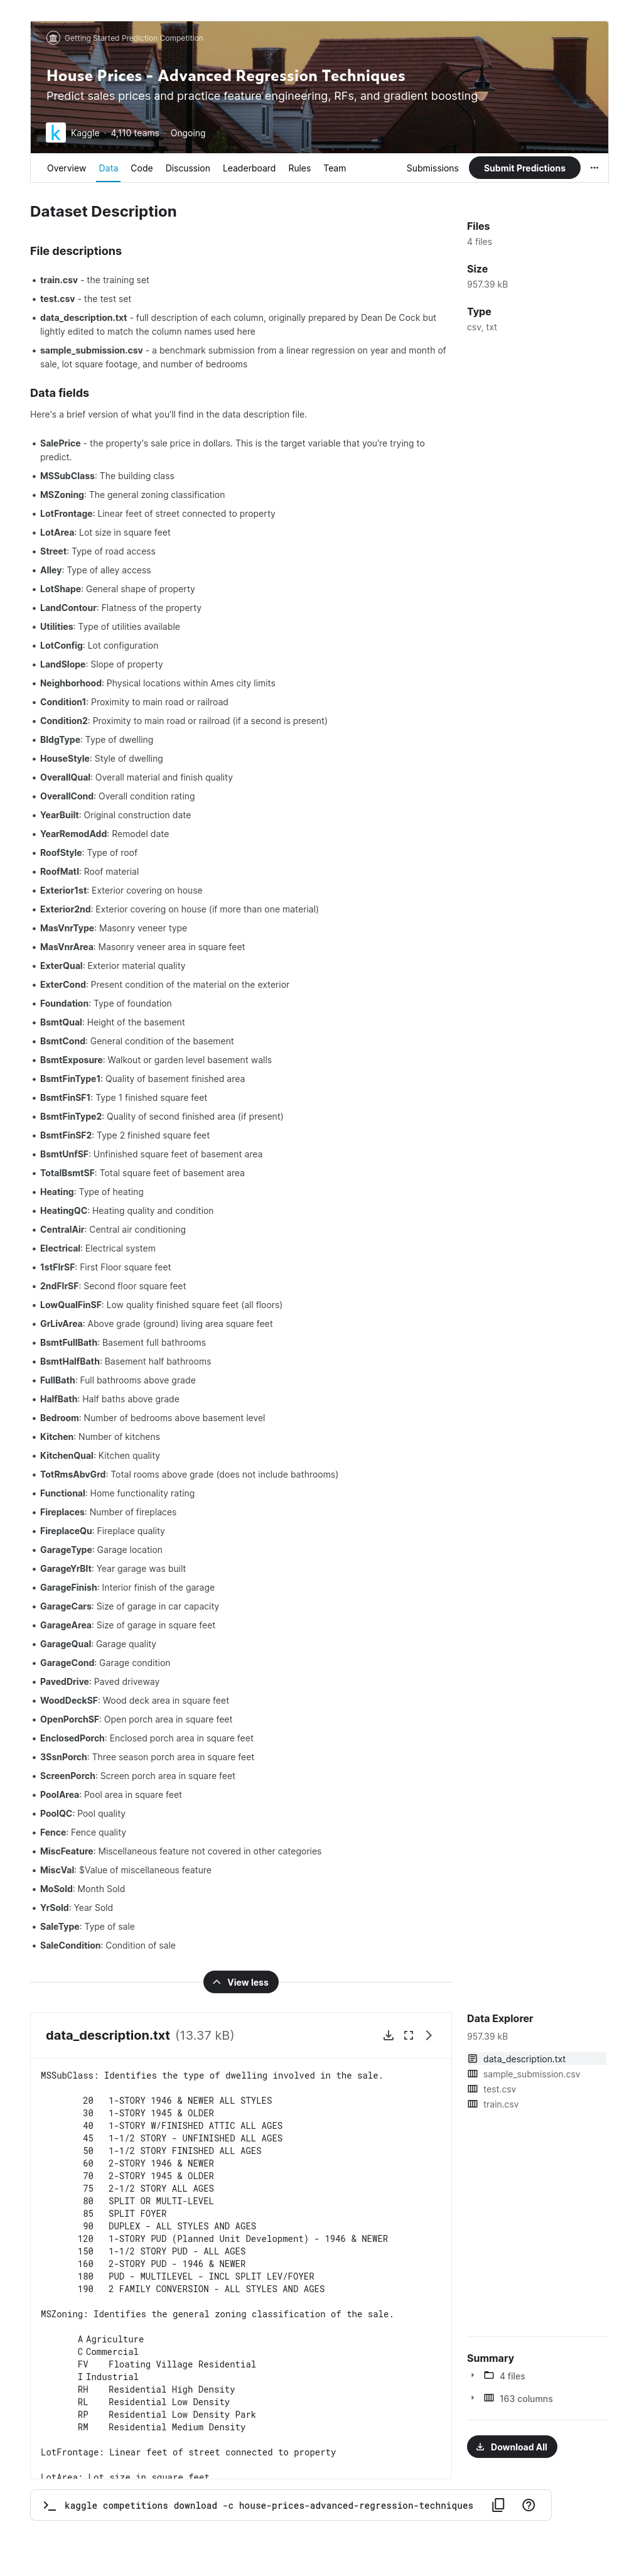 Getting Started Prediction Competition
House Prices - Advanced Regression Techniques
Predict sales prices and practice feature engineering, RFs, and gradient boosting
k Kaggle · 4,110 teams · Ongoing
Overview Data Code Discussion Leaderboard Rules Team Submissions Submit Predictions ···
Dataset Description
Files
4 files
Size
957.39 kB
Type
csv, txt
File descriptions
• train.csv - the training set
• test.csv - the test set
• data_description.txt - full description of each column, originally prepared by Dean De Cock but
lightly edited to match the column names used here
• sample_submission.csv - a benchmark submission from a linear regression on year and month of
sale, lot square footage, and number of bedrooms
Data fields
Here's a brief version of what you'll find in the data description file.
• SalePrice - the property's sale price in dollars. This is the target variable that you're trying to
predict.
• MSSubClass: The building class
• MSZoning: The general zoning classification
• LotFrontage: Linear feet of street connected to property
• LotArea: Lot size in square feet
• Street: Type of road access
• Alley: Type of alley access
• LotShape: General shape of property
• LandContour: Flatness of the property
• Utilities: Type of utilities available
• LotConfig: Lot configuration
• LandSlope: Slope of property
• Neighborhood: Physical locations within Ames city limits
• Condition1: Proximity to main road or railroad
• Condition2: Proximity to main road or railroad (if a second is present)
• BldgType: Type of dwelling
• HouseStyle: Style of dwelling
• OverallQual: Overall material and finish quality
• OverallCond: Overall condition rating
• YearBuilt: Original construction date
• YearRemodAdd: Remodel date
• RoofStyle: Type of roof
• RoofMatl: Roof material
• Exterior1st: Exterior covering on house
• Exterior2nd: Exterior covering on house (if more than one material)
• MasVnrType: Masonry veneer type
• MasVnrArea: Masonry veneer area in square feet
• ExterQual: Exterior material quality
• ExterCond: Present condition of the material on the exterior
• Foundation: Type of foundation
• BsmtQual: Height of the basement
• BsmtCond: General condition of the basement
• BsmtExposure: Walkout or garden level basement walls
• BsmtFinType1: Quality of basement finished area
• BsmtFinSF1: Type 1 finished square feet
• BsmtFinType2: Quality of second finished area (if present)
• BsmtFinSF2: Type 2 finished square feet
• BsmtUnfSF: Unfinished square feet of basement area
• TotalBsmtSF: Total square feet of basement area
• Heating: Type of heating
• HeatingQC: Heating quality and condition
• CentralAir: Central air conditioning
• Electrical: Electrical system
• 1stFlrSF: First Floor square feet
• 2ndFlrSF: Second floor square feet
• LowQualFinSF: Low quality finished square feet (all floors)
• GrLivArea: Above grade (ground) living area square feet
• BsmtFullBath: Basement full bathrooms
• BsmtHalfBath: Basement half bathrooms
• FullBath: Full bathrooms above grade
• HalfBath: Half baths above grade
• Bedroom: Number of bedrooms above basement level
• Kitchen: Number of kitchens
• KitchenQual: Kitchen quality
• TotRmsAbvGrd: Total rooms above grade (does not include bathrooms)
• Functional: Home functionality rating
• Fireplaces: Number of fireplaces
• FireplaceQu: Fireplace quality
• GarageType: Garage location
• GarageYrBlt: Year garage was built
• GarageFinish: Interior finish of the garage
• GarageCars: Size of garage in car capacity
• GarageArea: Size of garage in square feet
• GarageQual: Garage quality
• GarageCond: Garage condition
• PavedDrive: Paved driveway
• WoodDeckSF: Wood deck area in square feet
• OpenPorchSF: Open porch area in square feet
• EnclosedPorch: Enclosed porch area in square feet
• 3SsnPorch: Three season porch area in square feet
• ScreenPorch: Screen porch area in square feet
• PoolArea: Pool area in square feet
• PoolQC: Pool quality
• Fence: Fence quality
• MiscFeature: Miscellaneous feature not covered in other categories
• MiscVal: $Value of miscellaneous feature
• MoSold: Month Sold
• YrSold: Year Sold
• SaleType: Type of sale
• SaleCondition: Condition of sale
View less
data_description.txt (13.37 kB)
MSSubClass: Identifies the type of dwelling involved in the sale.
20 1-STORY 1946 & NEWER ALL STYLES
30 1-STORY 1945 & OLDER
40 1-STORY W/FINISHED ATTIC ALL AGES
45 1-1/2 STORY - UNFINISHED ALL AGES
50 1-1/2 STORY FINISHED ALL AGES
60 2-STORY 1946 & NEWER
70 2-STORY 1945 & OLDER
75 2-1/2 STORY ALL AGES
80 SPLIT OR MULTI-LEVEL
85 SPLIT FOYER
90 DUPLEX - ALL STYLES AND AGES
120 1-STORY PUD (Planned Unit Development) - 1946 & NEWER
150 1-1/2 STORY PUD - ALL AGES
160 2-STORY PUD - 1946 & NEWER
180 PUD - MULTILEVEL - INCL SPLIT LEV/FOYER
190 2 FAMILY CONVERSION - ALL STYLES AND AGES
MSZoning: Identifies the general zoning classification of the sale.
A Agriculture
C Commercial
FV Floating Village Residential
I Industrial
RH Residential High Density
RL Residential Low Density
RP Residential Low Density Park
RM Residential Medium Density
LotFrontage: Linear feet of street connected to property
LotArea: Lot size in square feet
Data Explorer
957.39 kB
data_description.txt
sample_submission.csv
test.csv
train.csv
Summary
4 files
163 columns
Download All
>_ kaggle competitions download -c house-prices-advanced-regression-techniques